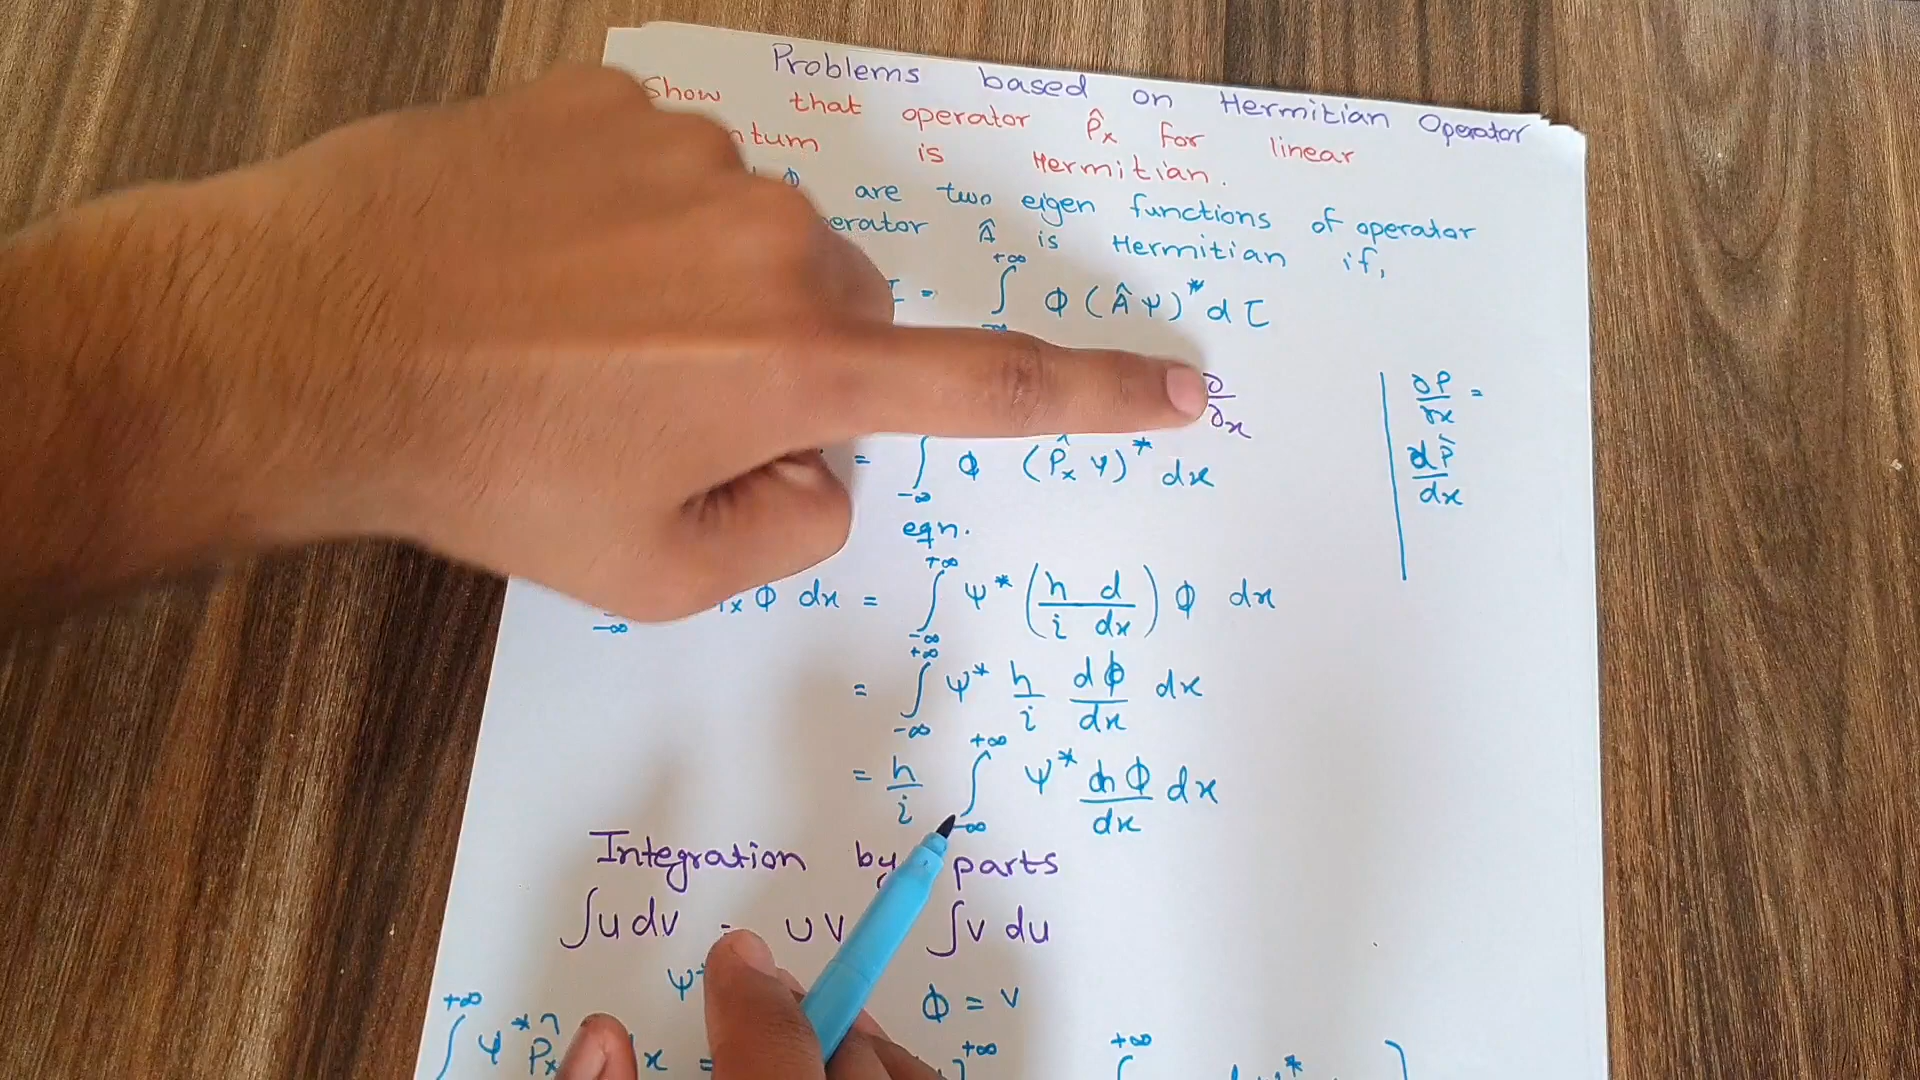 Problems based on Hermitian Operator
Show that operator P̂x for linear
ntum is Hermitian.
ϕ are two eigen functions of operator
erator Â is Hermitian if,
= ∫_{-∞}^{+∞} ϕ (Â ψ)* dτ
∂/∂x
= ∫_{-∞} ϕ (P̂x ψ)* dx
eqn.
-∞ x ϕ dx = ∫_{-∞}^{+∞} ψ* (h/i d/dx) ϕ dx
= ∫_{-∞}^{+∞} ψ* h/i dϕ/dx dx
= h/i ∫_{-∞}^{+∞} ψ* dϕ/dx dx
∂P/∂x =
dP/dx
Integration by parts
∫u dv = uv ∫v du
ψ* ϕ = v
∫^{+∞} ψ* P̂x x = ]^{+∞} ∫^{+∞} ψ* ]